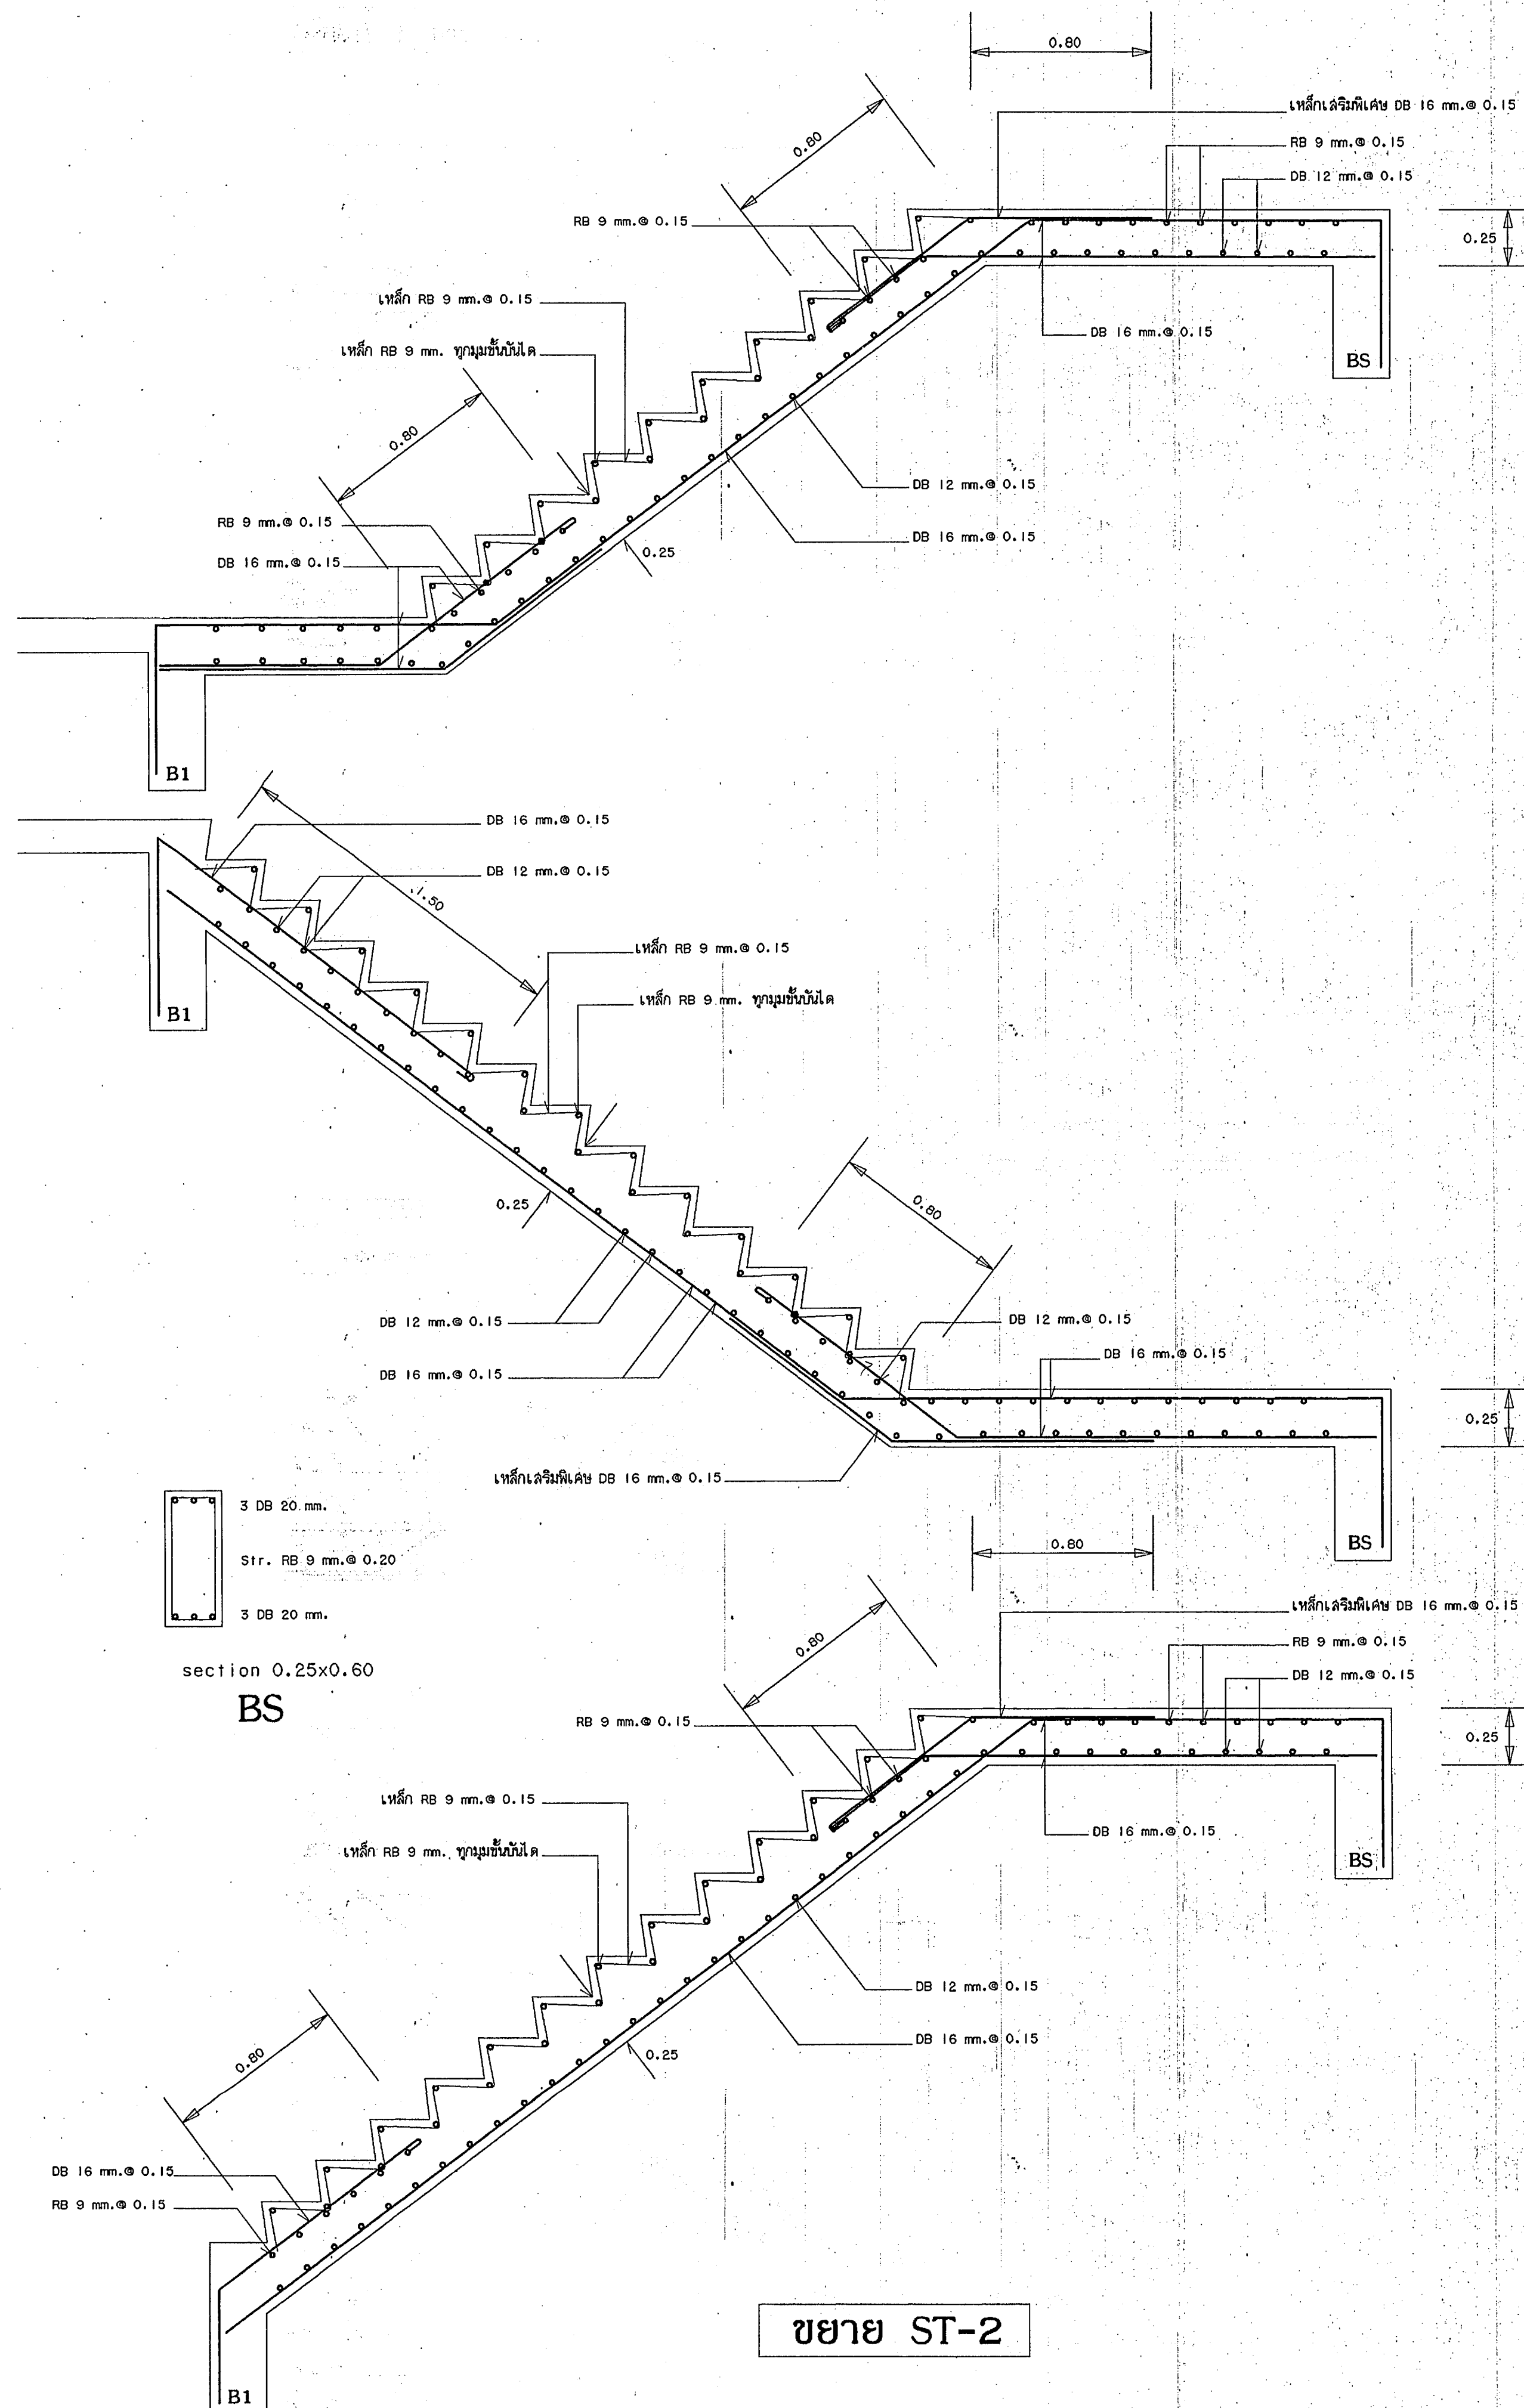 0.80
0.80
เหล็กเสริมพิเศษ DB 16 mm.@ 0.15
RB 9 mm.@ 0.15
DB 12 mm.@ 0.15
RB 9 mm.@ 0.15
0.25
เหล็ก RB 9 mm.@ 0.15
DB 16 mm.@ 0.15
เหล็ก RB 9 mm. ทุกมุมขั้นบันได
BS
0.80
DB 12 mm.@ 0.15
RB 9 mm.@ 0.15
DB 16 mm.@ 0.15
0.25
DB 16 mm.@ 0.15
B1
DB 16 mm.@ 0.15
DB 12 mm.@ 0.15
1.50
เหล็ก RB 9 mm.@ 0.15
เหล็ก RB 9 mm. ทุกมุมขั้นบันได
B1
0.25
0.80
DB 12 mm.@ 0.15
DB 12 mm.@ 0.15
DB 16 mm.@ 0.15
DB 16 mm.@ 0.15
0.25
เหล็กเสริมพิเศษ DB 16 mm.@ 0.15
BS
3 DB 20 mm.
Str. RB 9 mm.@ 0.20
3 DB 20 mm.
section 0.25x0.60
BS
0.80
0.80
เหล็กเสริมพิเศษ DB 16 mm.@ 0.15
RB 9 mm.@ 0.15
DB 12 mm.@ 0.15
RB 9 mm.@ 0.15
0.25
เหล็ก RB 9 mm.@ 0.15
DB 16 mm.@ 0.15
เหล็ก RB 9 mm. ทุกมุมขั้นบันได
BS
DB 12 mm.@ 0.15
DB 16 mm.@ 0.15
0.25
0.80
DB 16 mm.@ 0.15
RB 9 mm.@ 0.15
B1
ขยาย ST-2